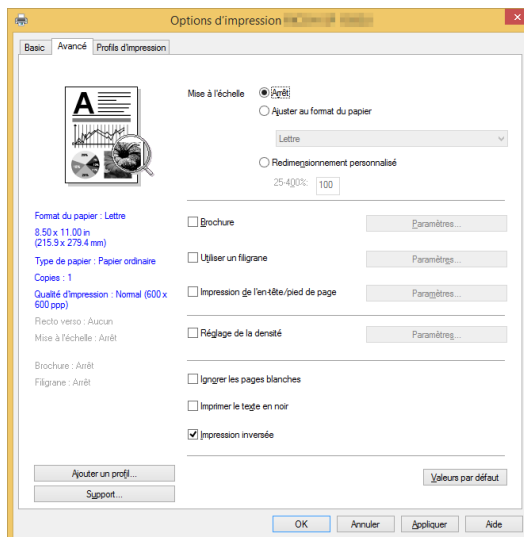 Options d'impression
Basic Avancé Profils d'impression
A
Mise à l'échelle Arrêt
Ajuster au format du papier
Lettre
Redimensionnement personnalisé
25-400%: 100
Format du papier : Lettre
8.50 x 11.00 in
(215.9 x 279.4 mm)
Type de papier : Papier ordinaire
Copies : 1
Qualité d'impression : Normal (600 x
600 ppp)
Recto verso : Aucun
Mise à l'échelle : Arrêt
Brochure : Arrêt
Filigrane : Arrêt
Brochure Paramètres...
Utiliser un filigrane Paramètres...
Impression de l'en-tête/pied de page Paramètres...
Réglage de la densité Paramètres...
Ignorer les pages blanches
Imprimer le texte en noir
Impression inversée
Ajouter un profil...
Support...
Valeurs par défaut
OK Annuler Appliquer Aide